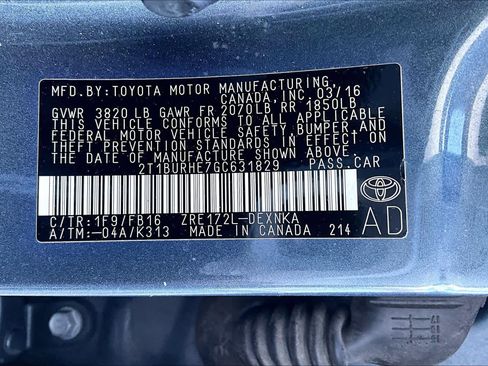 MFD.BY:TOYOTA MOTOR MANUFACTURING,
CANADA,INC. 03/16
GVWR 3820LB GAWR FR 2070LB, RR 1850LB
THIS VEHICLE CONFORMS TO ALL APPLICABLE
FEDERAL MOTOR VEHICLE SAFETY, BUMPER,AND
THEFT PREVENTION STANDARDS IN EFFECT ON
THE DATE OF MANUFACTURE SHOWN ABOVE.
2T1BURHE7GC631829 PASS.CAR
C/TR:1F9/FB16 ZRE172L-DEXNKA
A/TM:-04A/K313 MADE IN CANADA 214
AD